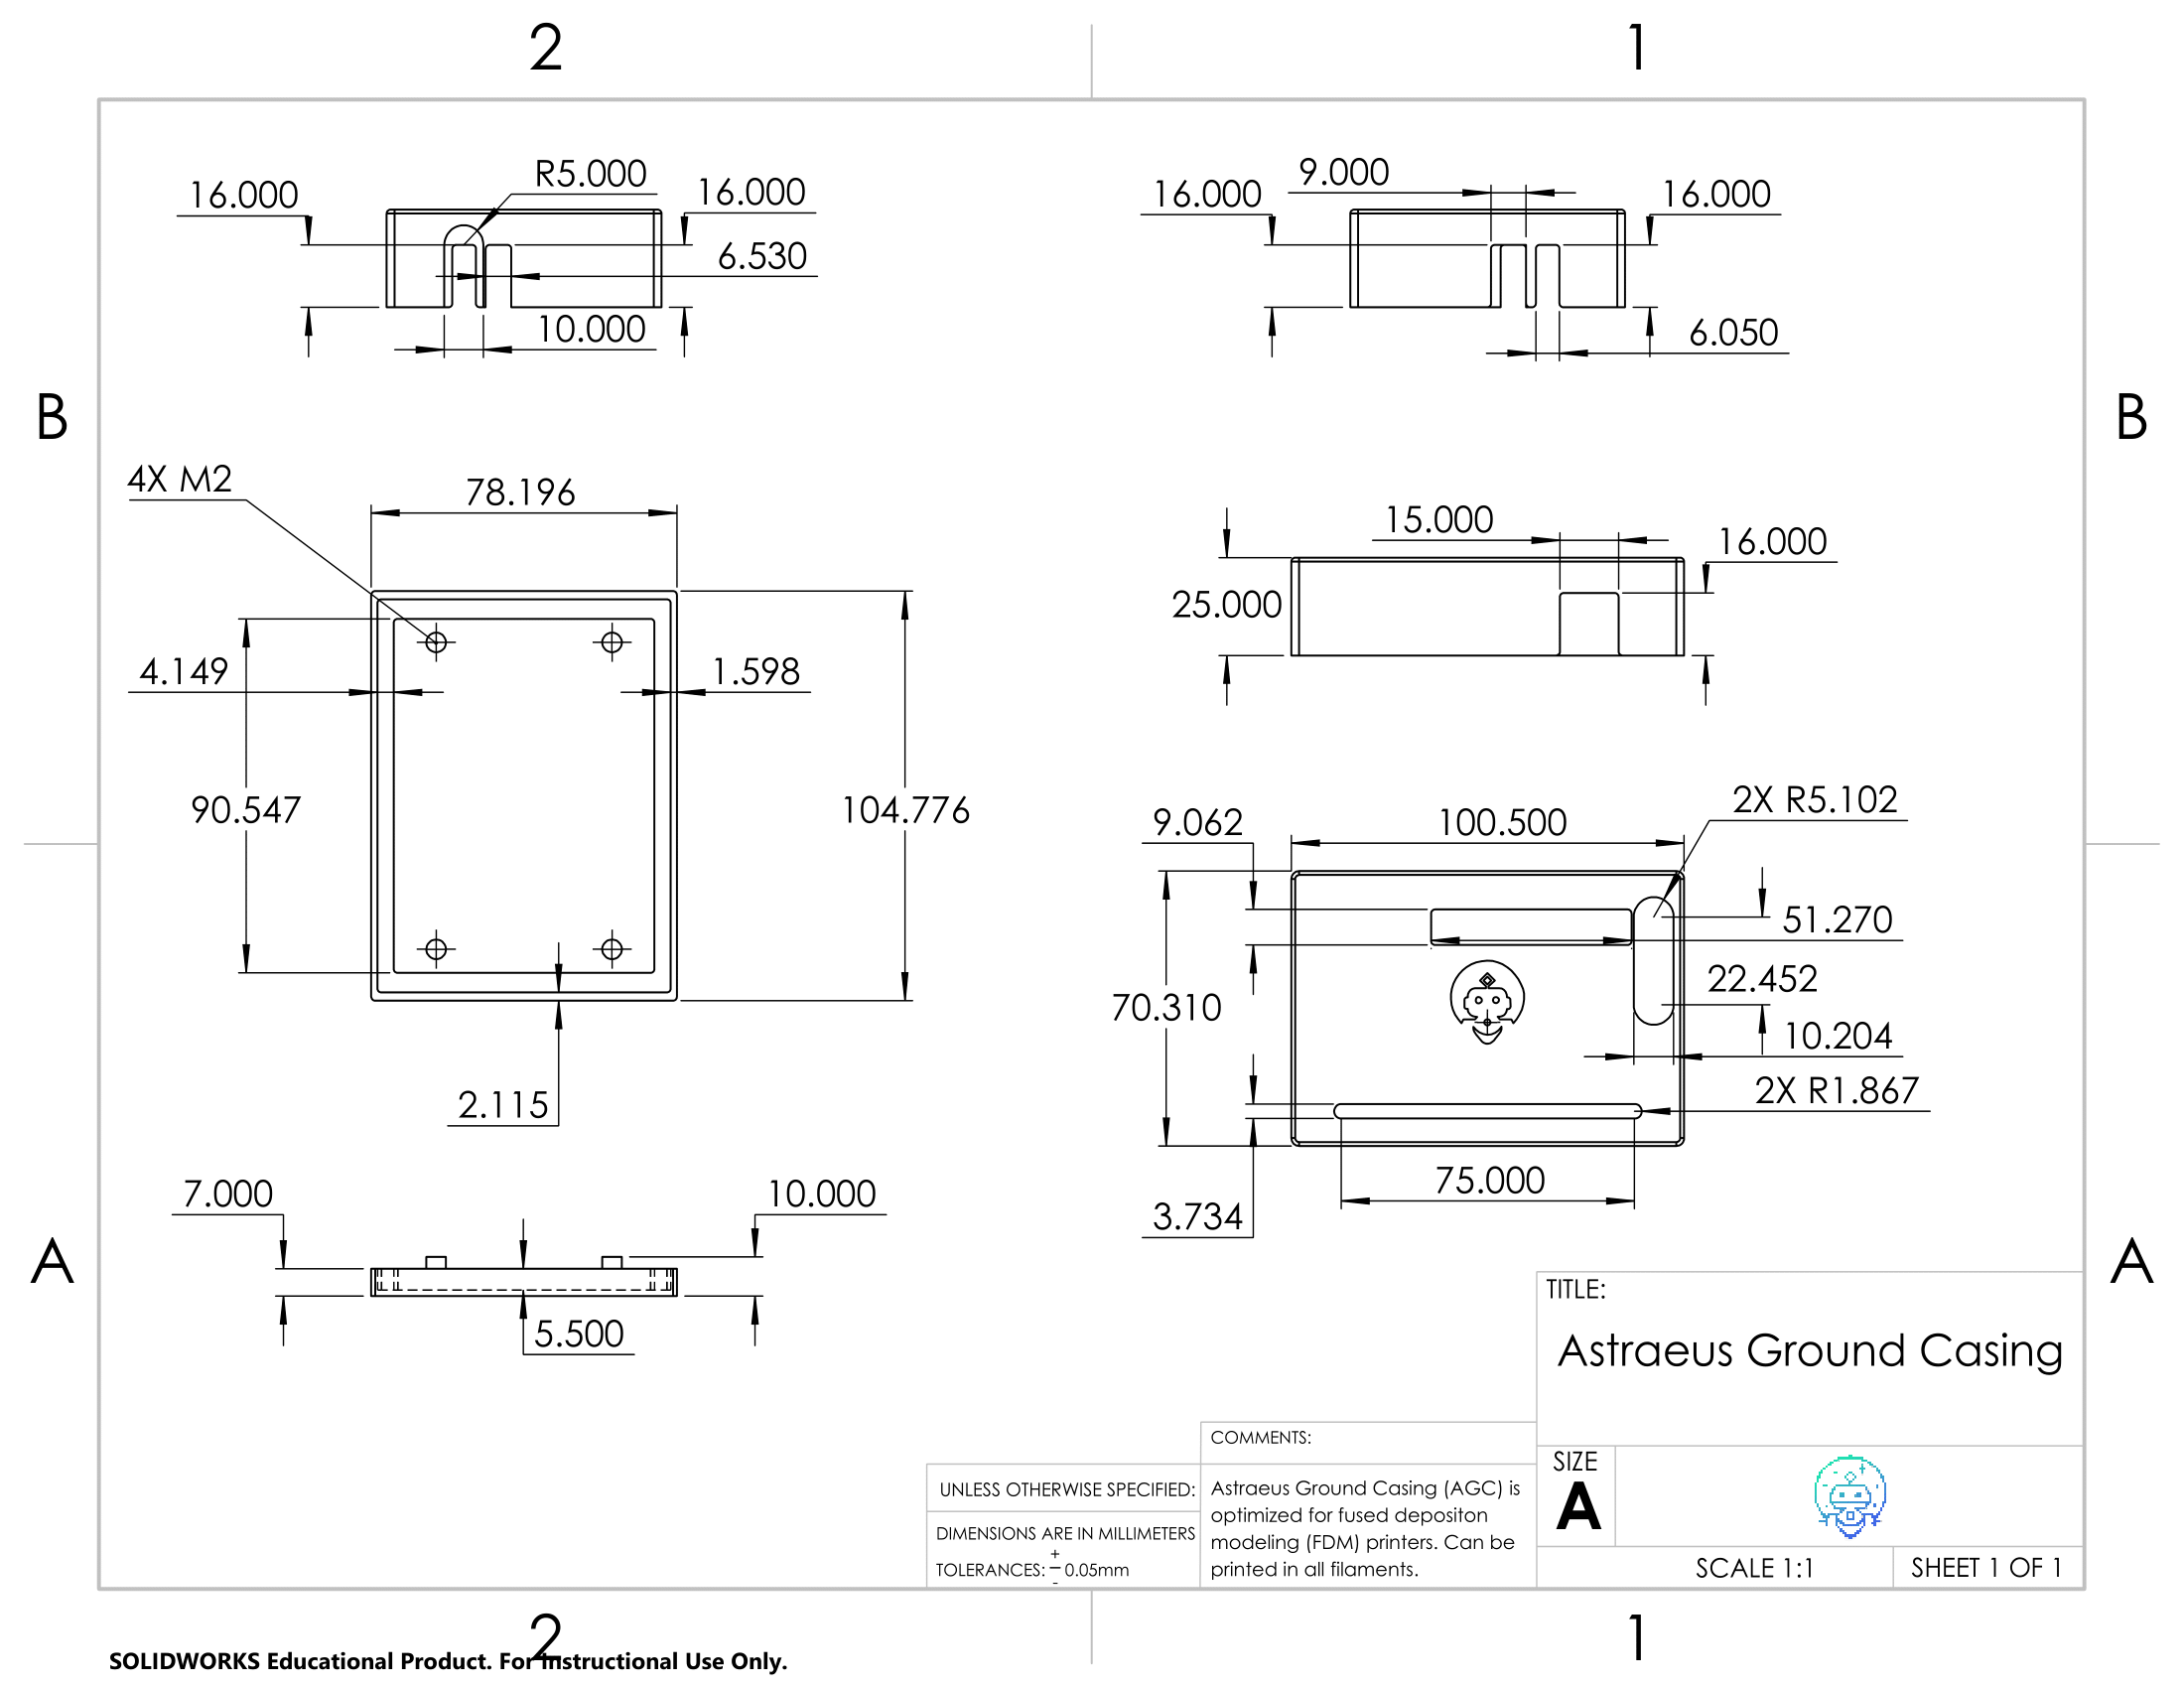 2
1
R5.000
16.000
16.000
6.530
10.000
9.000
16.000
16.000
6.050
B
B
4X M2
78.196
4.149
1.598
90.547
104.776
2.115
15.000
16.000
25.000
2X R5.102
9.062
100.500
51.270
22.452
70.310
10.204
2X R1.867
75.000
3.734
7.000
10.000
5.500
A
A
TITLE:
Astraeus Ground Casing
COMMENTS:
Astraeus Ground Casing (AGC) is
optimized for fused depositon
modeling (FDM) printers. Can be
printed in all filaments.
UNLESS OTHERWISE SPECIFIED:
DIMENSIONS ARE IN MILLIMETERS
TOLERANCES: + – - 0.05mm
SIZE
A
SCALE 1:1
SHEET 1 OF 1
2
1
SOLIDWORKS Educational Product. For Instructional Use Only.